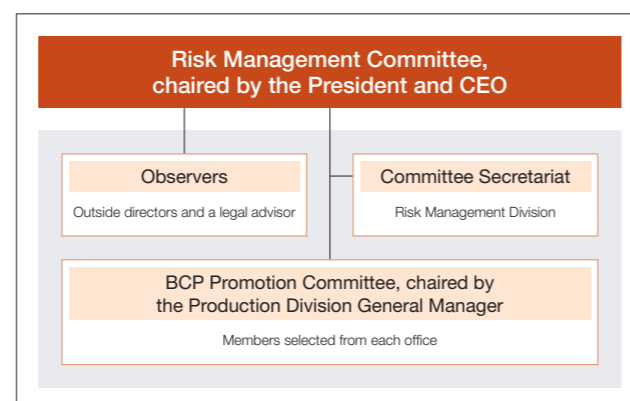 Risk Management Committee,
chaired by the President and CEO
Observers
Outside directors and a legal advisor
Committee Secretariat
Risk Management Division
BCP Promotion Committee, chaired by
the Production Division General Manager
Members selected from each office